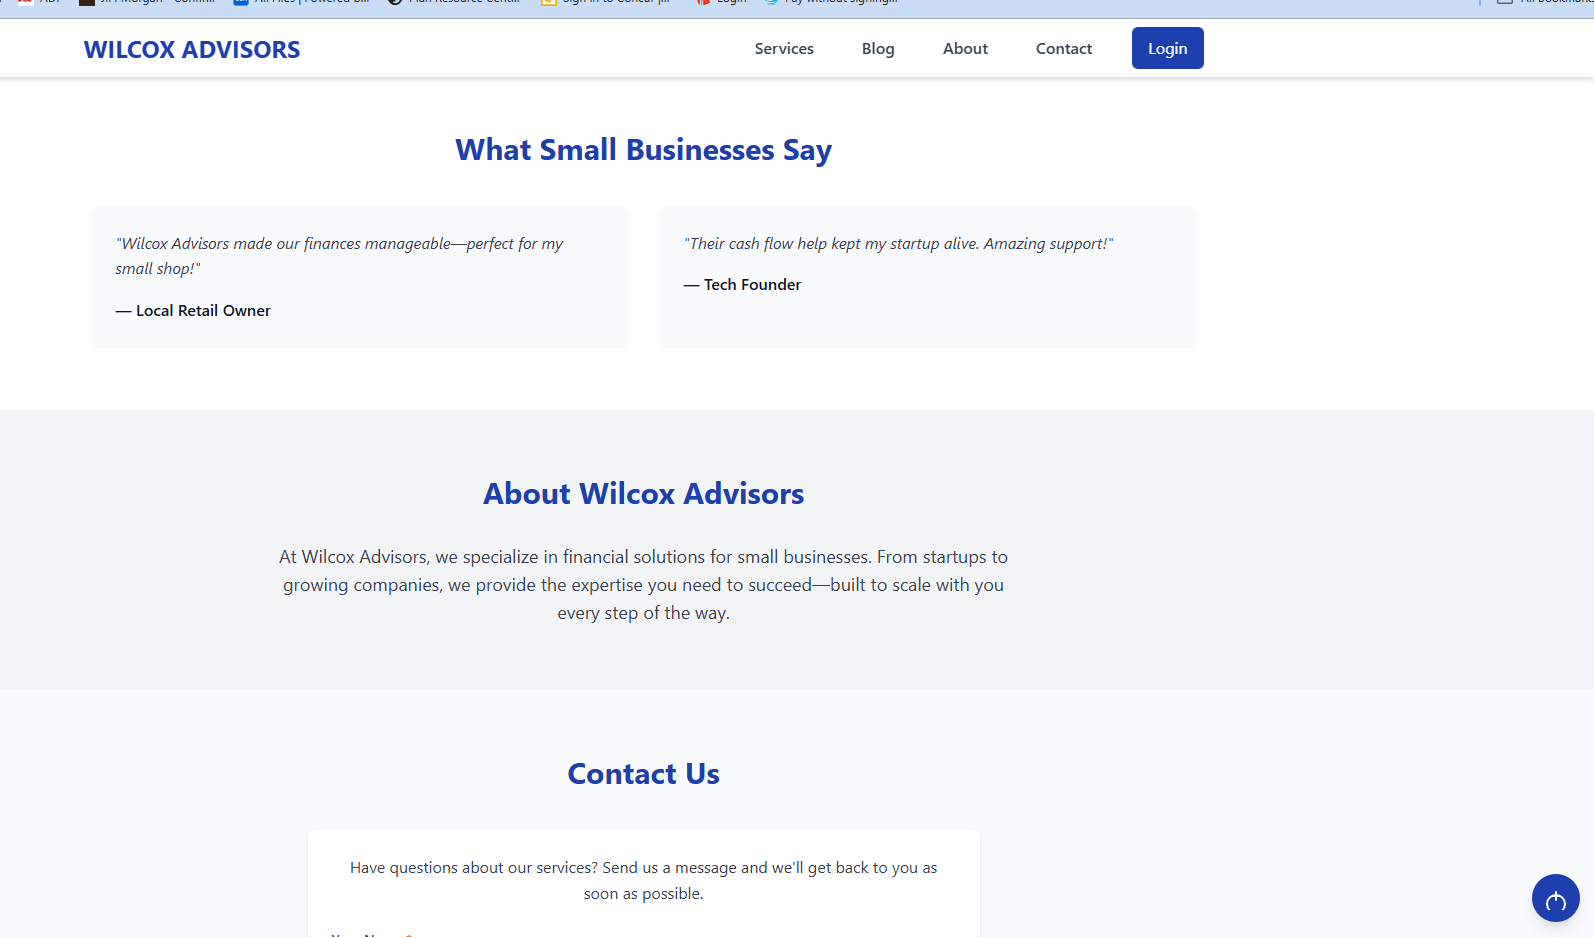 WILCOX ADVISORS
Services Blog About Contact Login
What Small Businesses Say
"Wilcox Advisors made our finances manageable—perfect for my
small shop!"
— Local Retail Owner
"Their cash flow help kept my startup alive. Amazing support!"
— Tech Founder
About Wilcox Advisors
At Wilcox Advisors, we specialize in financial solutions for small businesses. From startups to
growing companies, we provide the expertise you need to succeed—built to scale with you
every step of the way.
Contact Us
Have questions about our services? Send us a message and we'll get back to you as
soon as possible.